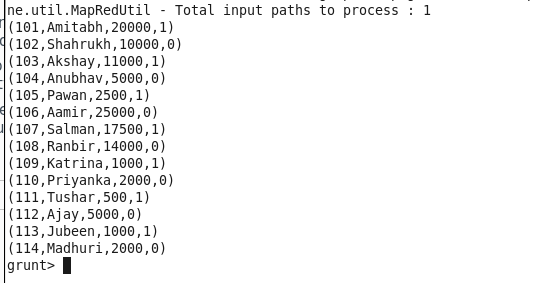 ne.util.MapRedUtil - Total input paths to process : 1
(101,Amitabh,20000,1)
(102,Shahrukh,10000,0)
(103,Akshay,11000,1)
(104,Anubhav,5000,0)
(105,Pawan,2500,1)
(106,Aamir,25000,0)
(107,Salman,17500,1)
(108,Ranbir,14000,0)
(109,Katrina,1000,1)
(110,Priyanka,2000,0)
(111,Tushar,500,1)
(112,Ajay,5000,0)
(113,Jubeen,1000,1)
(114,Madhuri,2000,0)
grunt>